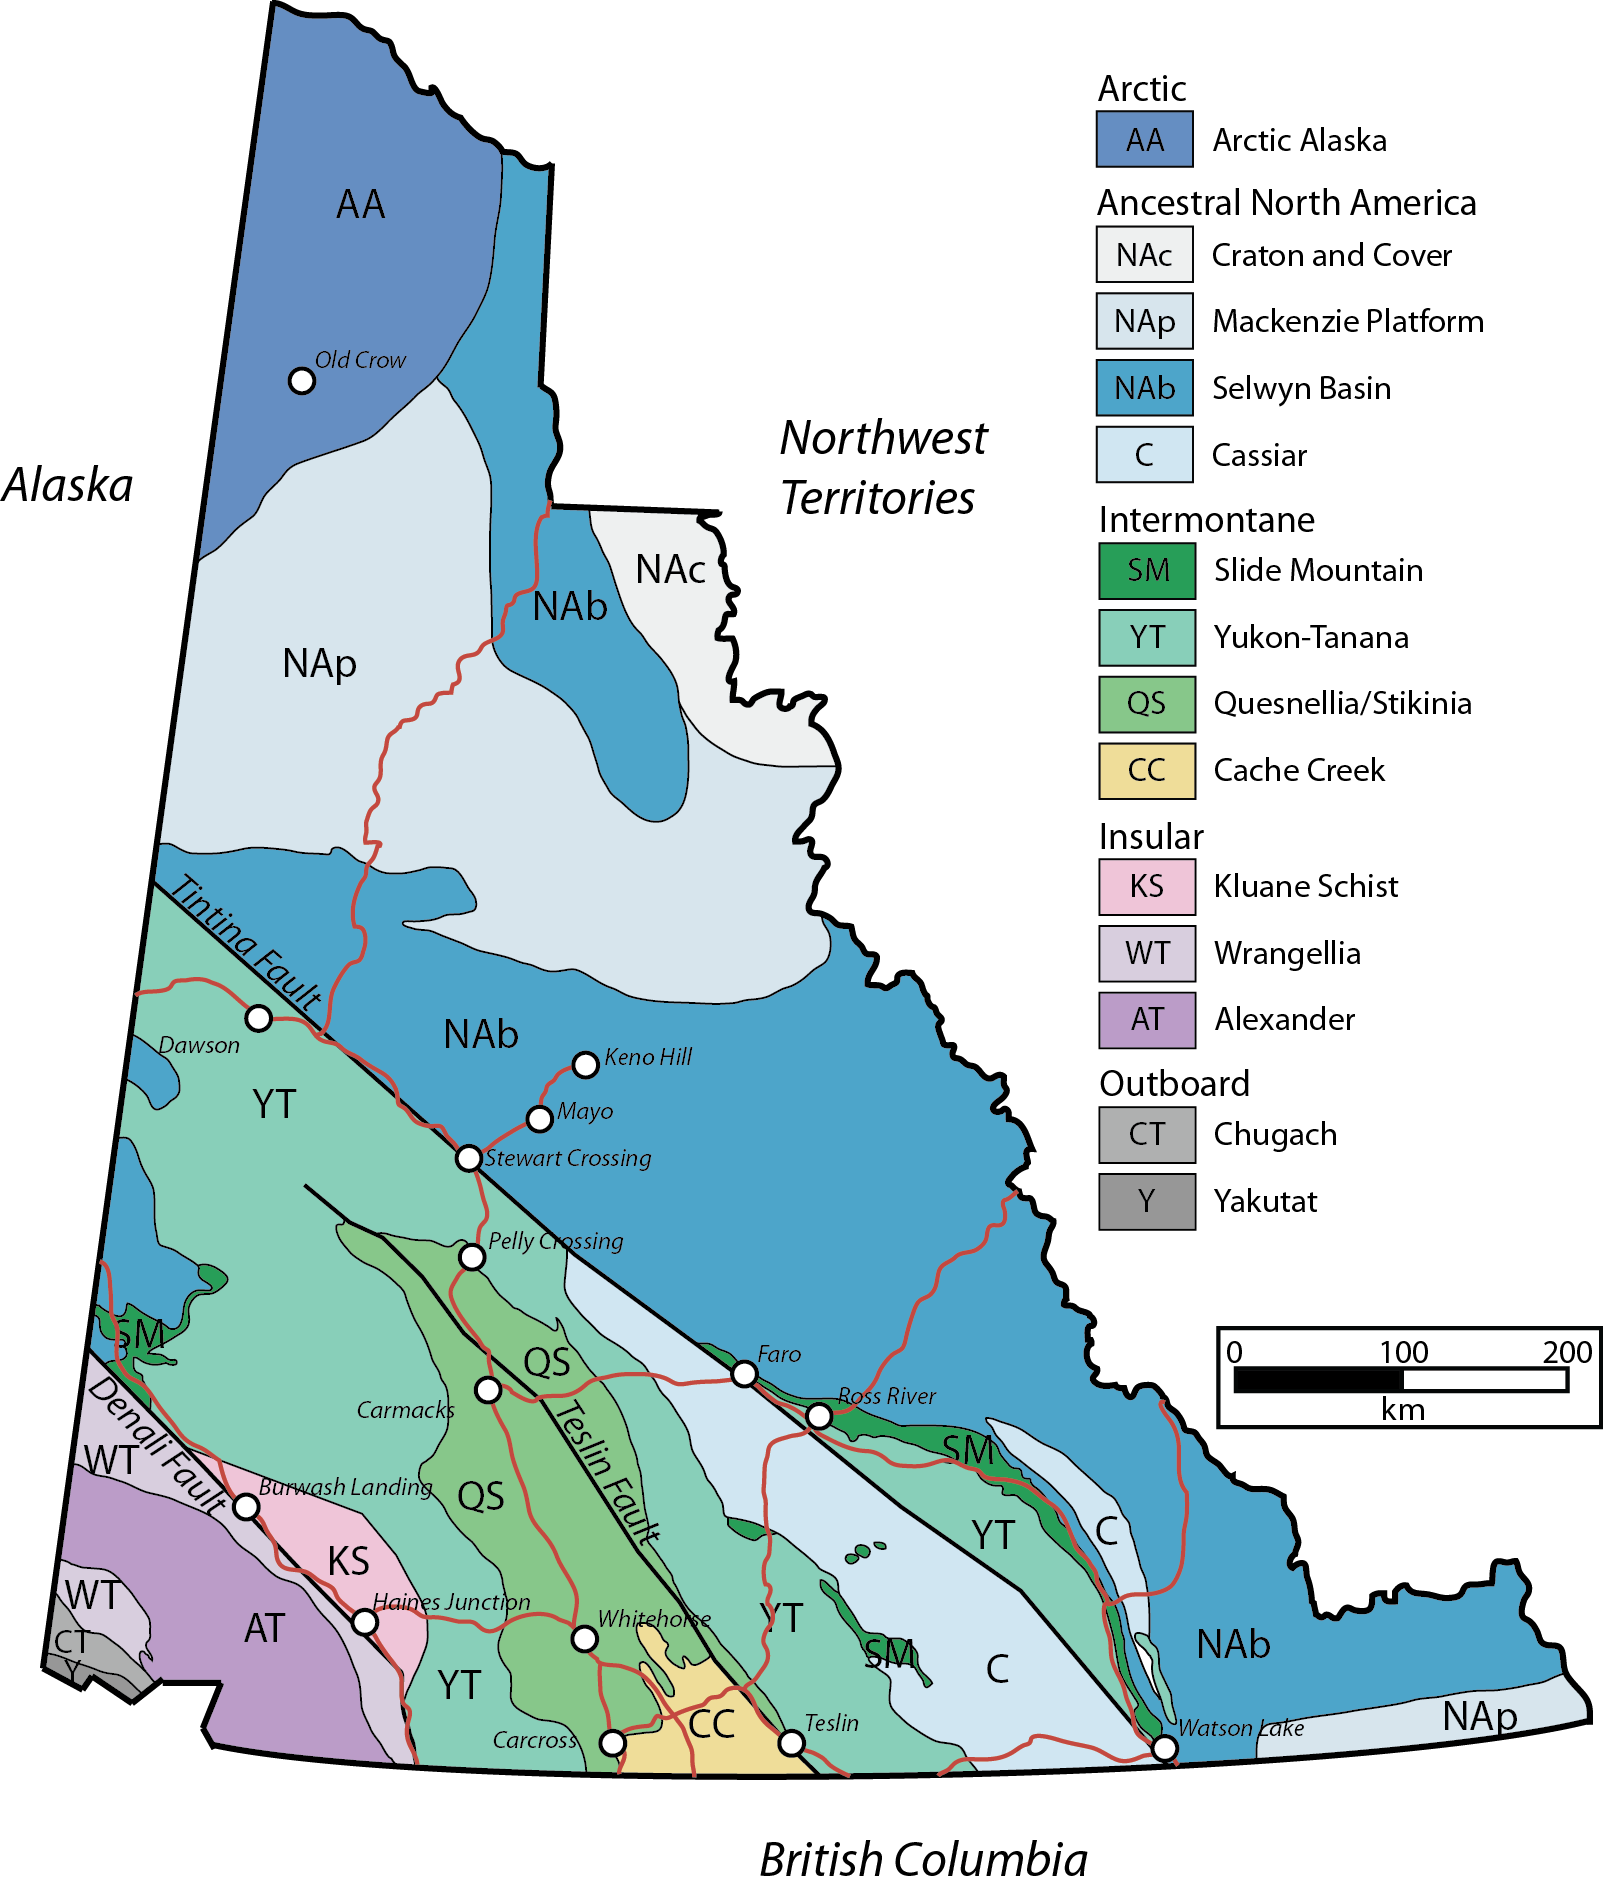 AA
Old Crow
Alaska
Northwest
Territories
NAc
NAb
NAp
Tintina Fault
NAb
Dawson
Keno Hill
Mayo
YT
Stewart Crossing
Pelly Crossing
SM
QS
Faro
Ross River
Denali Fault
Carmacks
Teslin Fault
SM
WT
Burwash Landing
QS
YT
C
KS
WT
Haines Junction
Whitehorse
YT
AT
CT
SM
NAb
Y
YT
C
Carcross
CC
Teslin
Watson Lake
NAp
British Columbia
Arctic
AA Arctic Alaska
Ancestral North America
NAc Craton and Cover
NAp Mackenzie Platform
NAb Selwyn Basin
C Cassiar
Intermontane
SM Slide Mountain
YT Yukon-Tanana
QS Quesnellia/Stikinia
CC Cache Creek
Insular
KS Kluane Schist
WT Wrangellia
AT Alexander
Outboard
CT Chugach
Y Yakutat
0 100 200
km